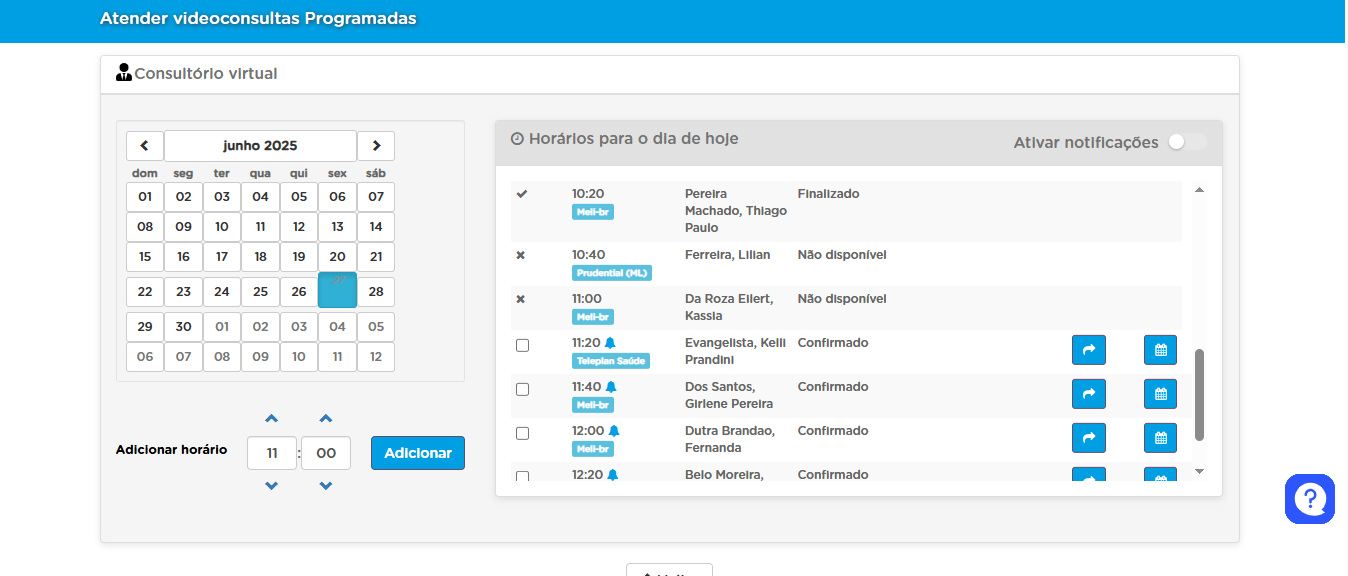 Atender videoconsultas Programadas
Consultório virtual
junho 2025
dom seg ter qua qui sex sáb
01 02 03 04 05 06 07
08 09 10 11 12 13 14
15 16 17 18 19 20 21
22 23 24 25 26 28
29 30 01 02 03 04 05
06 07 08 09 10 11 12
Adicionar horário
11 : 00
Adicionar
Horários para o dia de hoje
Ativar notificações
10:20 Pereira Finalizado
Meli-br Machado, Thiago
Paulo
10:40 Ferreira, Lilian Não disponível
Prudential (ML)
11:00 Da Roza Ellert, Não disponível
Meli-br Kassia
11:20 Evangelista, Kelli Confirmado
Teleplan Saúde Prandini
11:40 Dos Santos, Confirmado
Meli-br Girlene Pereira
12:00 Dutra Brandao, Confirmado
Meli-br Fernanda
12:20 Belo Moreira, Confirmado